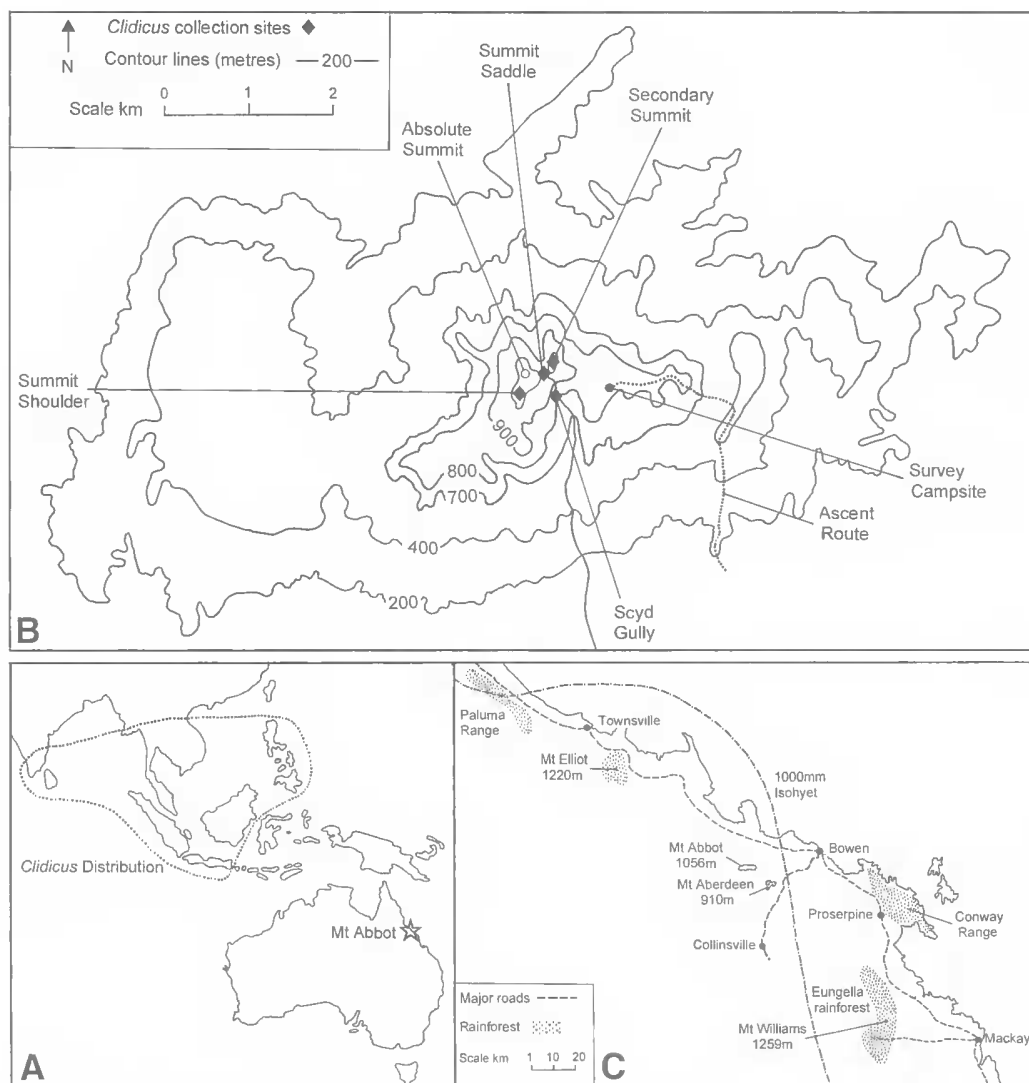 Clidicus collection sites
N
Contour lines (metres) 200
Scale km 0 1 2
Summit
Saddle
Secondary
Summit
Absolute
Summit
Summit
Shoulder
900
800
700
400
200
Survey
Campsite
Ascent
Route
Scyd
Gully
B
Clidicus Distribution
Mt Abbot
A
Paluma
Range
Townsville
Mt Elliot
1220m
1000mm
Isohyet
Mt Abbot
1056m
Bowen
Mt Aberdeen
910m
Proserpine
Conway
Range
Collinsville
Eungella
rainforest
Mt Williams
1259m
Mackay
Major roads
Rainforest
Scale km 1 10 20
C